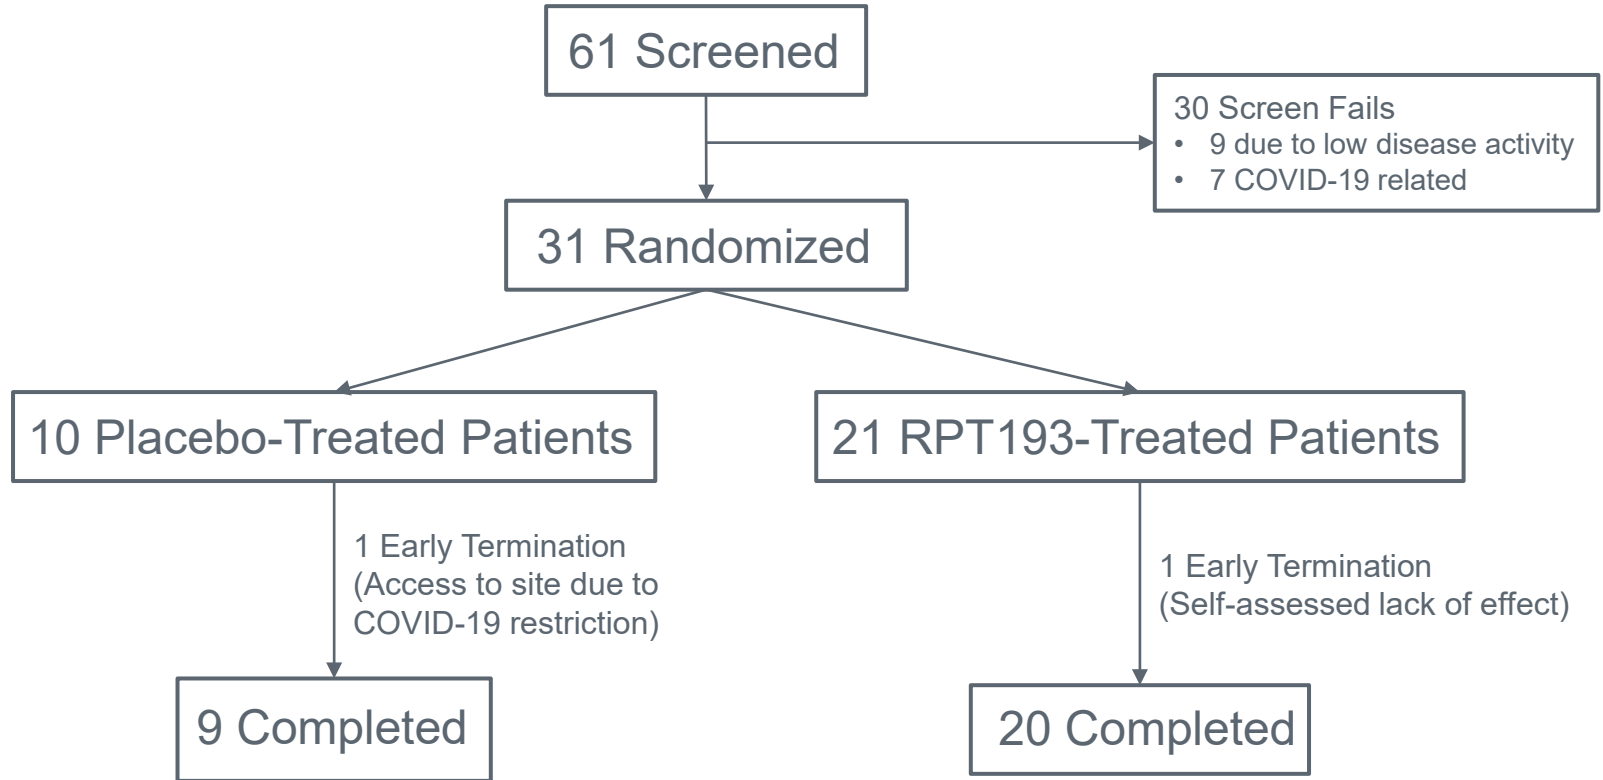 61 Screened
30 Screen Fails
• 9 due to low disease activity
• 7 COVID-19 related
31 Randomized
10 Placebo-Treated Patients
21 RPT193-Treated Patients
1 Early Termination
(Access to site due to
COVID-19 restriction)
1 Early Termination
(Self-assessed lack of effect)
9 Completed
20 Completed